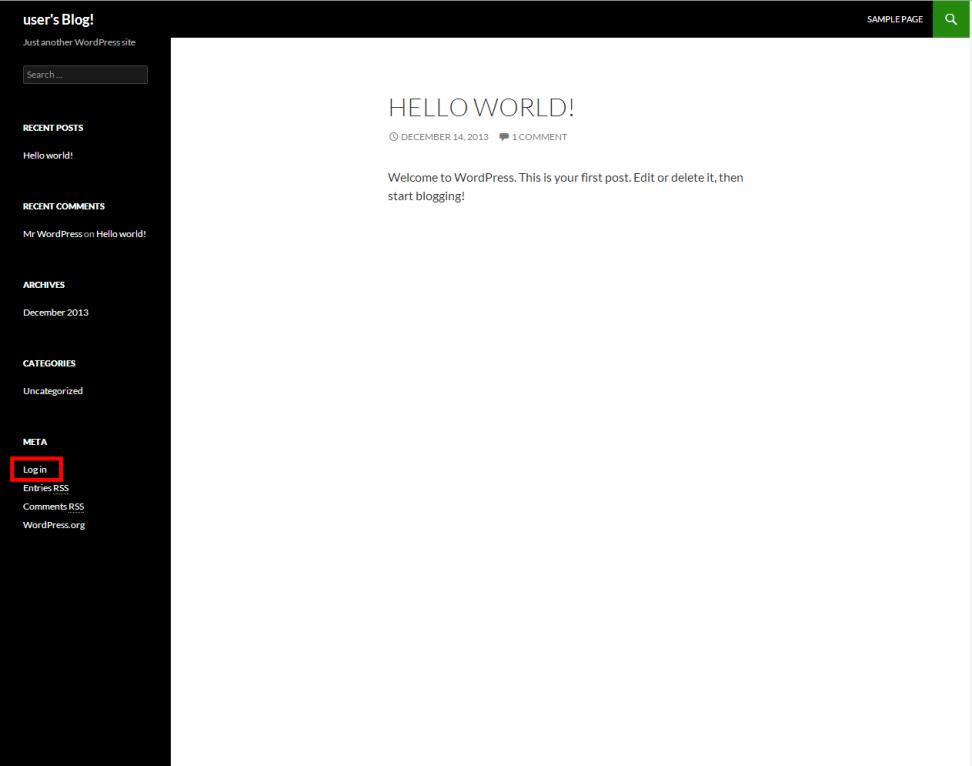 user's Blog!
SAMPLE PAGE
Just another WordPress site
Search ...
HELLO WORLD!
DECEMBER 14, 2013 1 COMMENT
Welcome to WordPress. This is your first post. Edit or delete it, then
start blogging!
RECENT POSTS
Hello world!
RECENT COMMENTS
Mr WordPress on Hello world!
ARCHIVES
December 2013
CATEGORIES
Uncategorized
META
Log in
Entries RSS
Comments RSS
WordPress.org